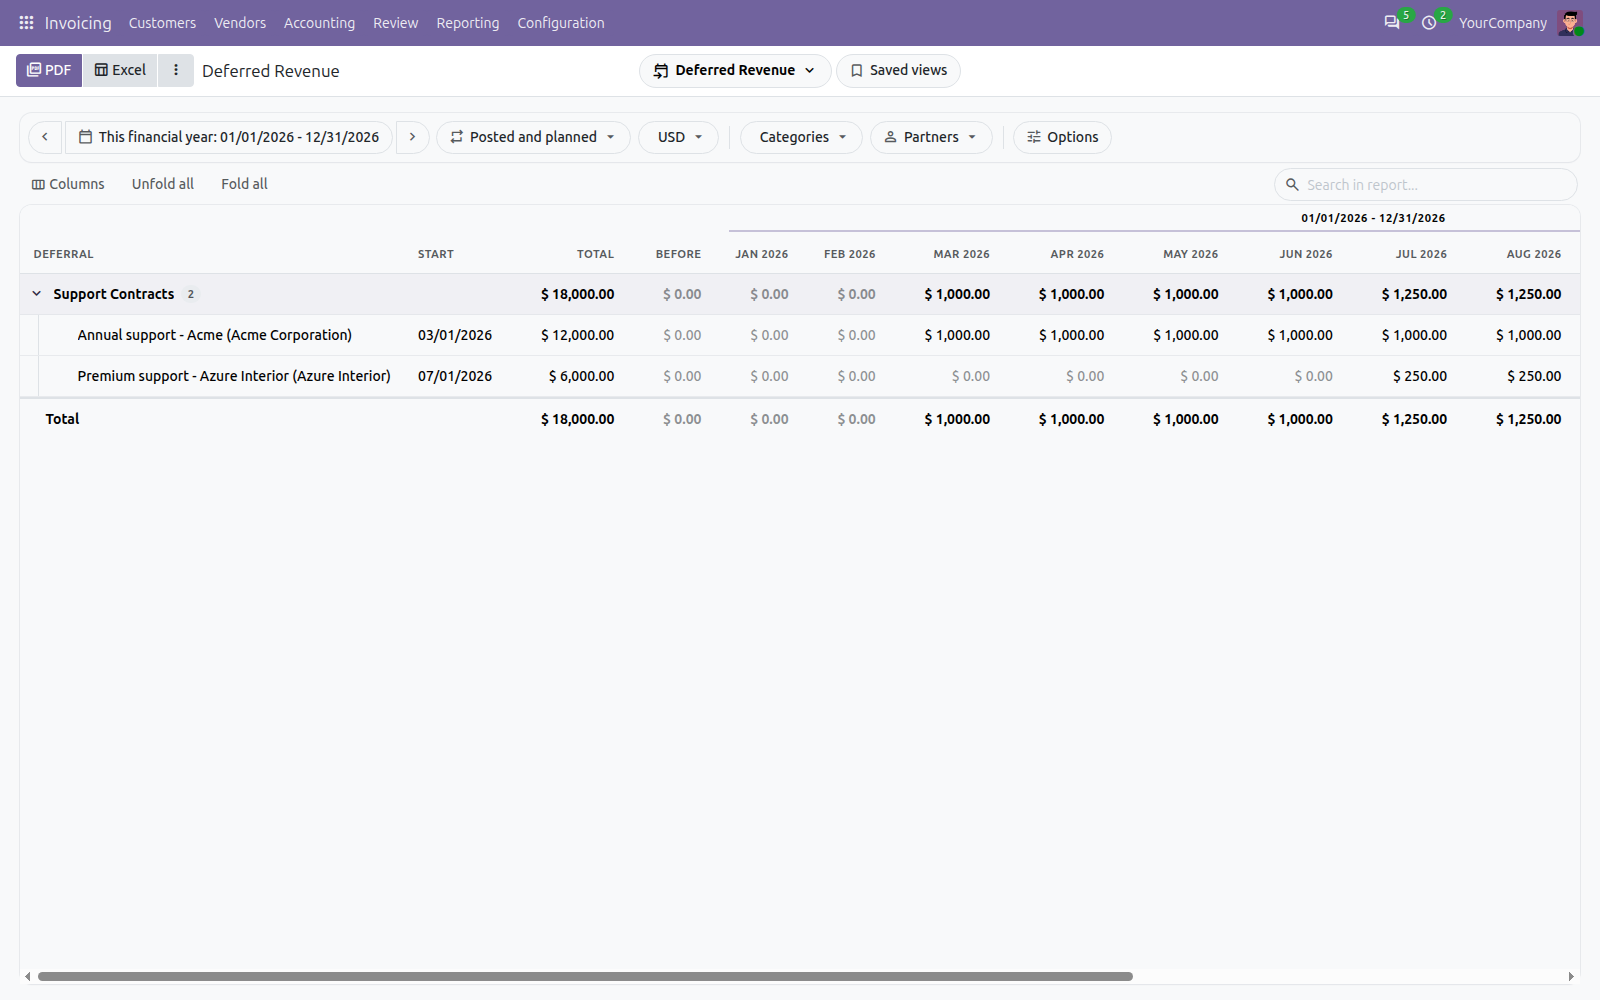 Invoicing Customers Vendors Accounting Review Reporting Configuration 5 2 YourCompany
PDF Excel Deferred Revenue Deferred Revenue Saved views
This financial year: 01/01/2026 - 12/31/2026 Posted and planned USD Categories Partners Options
Columns Unfold all Fold all Search in report...
01/01/2026 - 12/31/2026
DEFERRAL START TOTAL BEFORE JAN 2026 FEB 2026 MAR 2026 APR 2026 MAY 2026 JUN 2026 JUL 2026 AUG 2026
Support Contracts 2 $ 18,000.00 $ 0.00 $ 0.00 $ 0.00 $ 1,000.00 $ 1,000.00 $ 1,000.00 $ 1,000.00 $ 1,250.00 $ 1,250.00
Annual support - Acme (Acme Corporation) 03/01/2026 $ 12,000.00 $ 0.00 $ 0.00 $ 0.00 $ 1,000.00 $ 1,000.00 $ 1,000.00 $ 1,000.00 $ 1,000.00 $ 1,000.00
Premium support - Azure Interior (Azure Interior) 07/01/2026 $ 6,000.00 $ 0.00 $ 0.00 $ 0.00 $ 0.00 $ 0.00 $ 0.00 $ 0.00 $ 250.00 $ 250.00
Total $ 18,000.00 $ 0.00 $ 0.00 $ 0.00 $ 1,000.00 $ 1,000.00 $ 1,000.00 $ 1,000.00 $ 1,250.00 $ 1,250.00